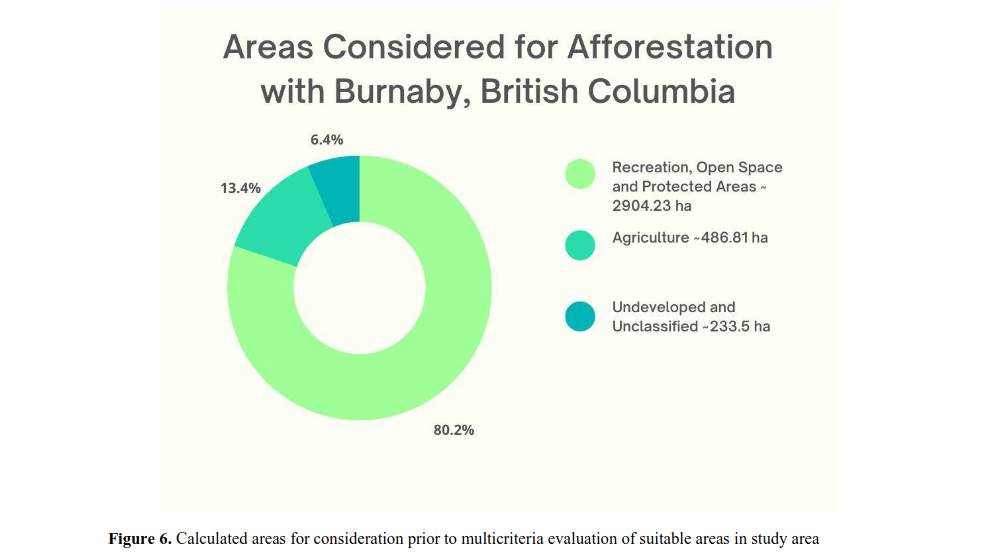 Areas Considered for Afforestation
with Burnaby, British Columbia
6.4%
13.4%
80.2%
Recreation, Open Space
and Protected Areas ~
2904.23 ha
Agriculture ~486.81 ha
Undeveloped and
Unclassified ~233.5 ha
Figure 6. Calculated areas for consideration prior to multicriteria evaluation of suitable areas in study area